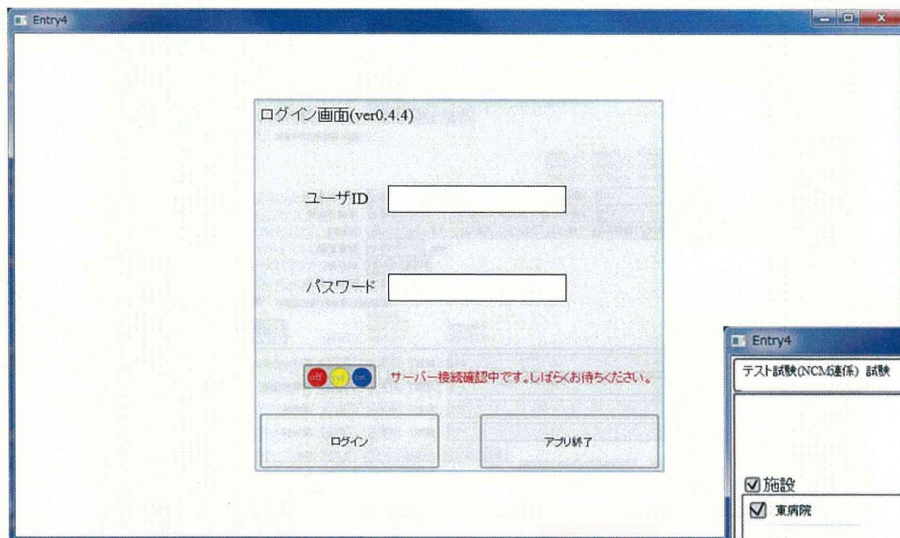 Entry4
ログイン画面(ver0.4.4)
ユーザID
パスワード
off
on
サーバー接続確認中です。しばらくお待ちください。
ログイン
アプリ終了
Entry4
テスト試験(NCM連係) 試験
施設
東病院